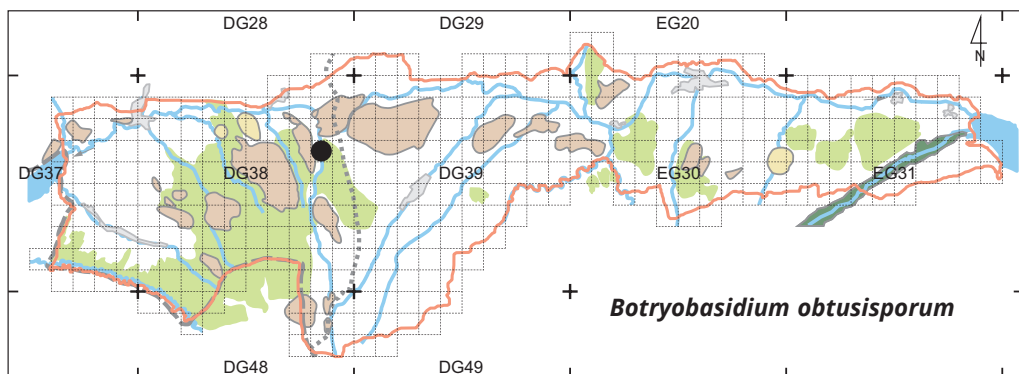 DG28 DG29 EG20
N
DG37 DG38 DG39 EG30 EG31
Botryobasidium obtusisporum
DG48 DG49